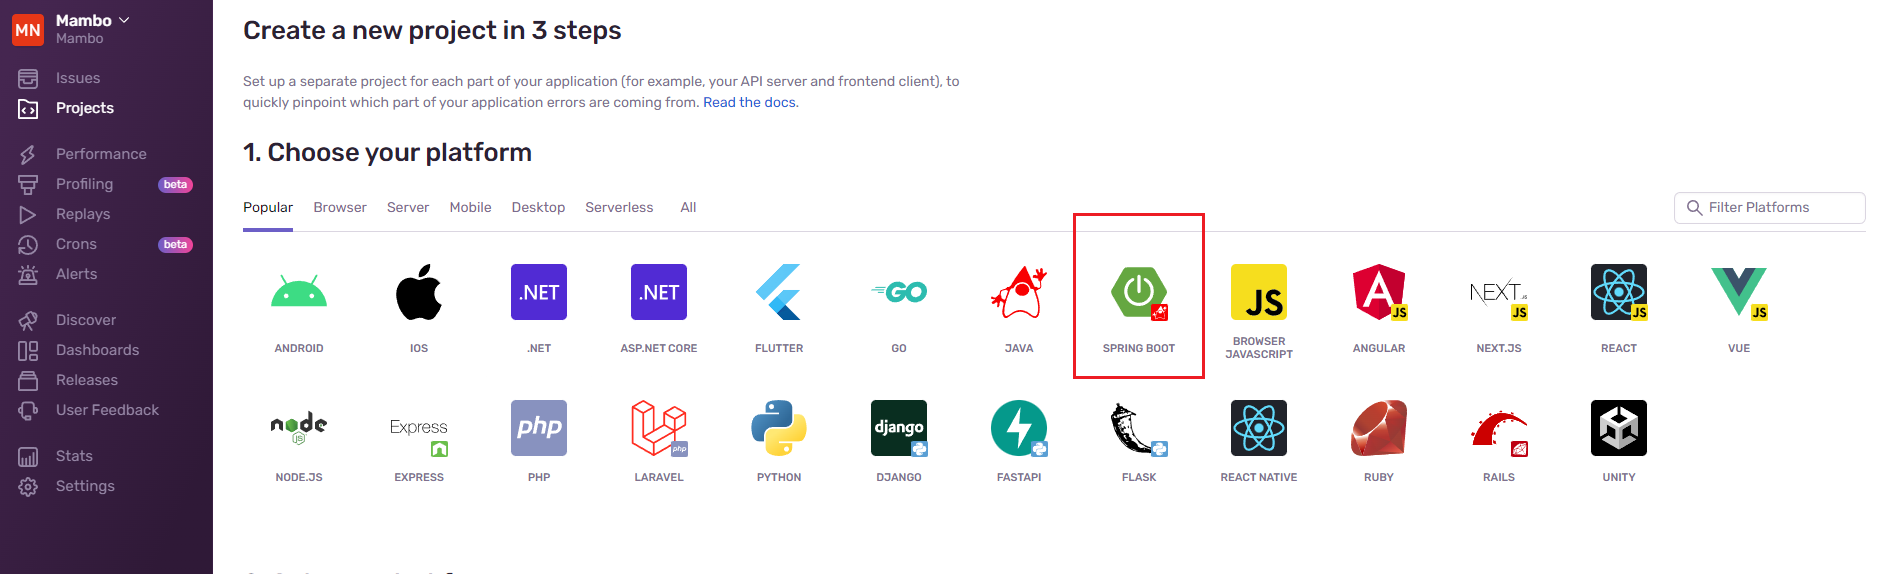 MN
Mambo
Mambo
Issues
Projects
Performance
Profiling beta
Replays
Crons beta
Alerts
Discover
Dashboards
Releases
User Feedback
Stats
Settings
Create a new project in 3 steps
Set up a separate project for each part of your application (for example, your API server and frontend client), to
quickly pinpoint which part of your application errors are coming from. Read the docs.
1. Choose your platform
Popular Browser Server Mobile Desktop Serverless All
Filter Platforms
.NET .NET GO JS A JS NEXT.JS JS JS JS
ANDROID IOS .NET ASP.NET CORE FLUTTER GO JAVA SPRING BOOT BROWSER JAVASCRIPT ANGULAR NEXT.JS REACT VUE
node JS Express php php django
NODE.JS EXPRESS PHP LARAVEL PYTHON DJANGO FASTAPI FLASK REACT NATIVE RUBY RAILS UNITY